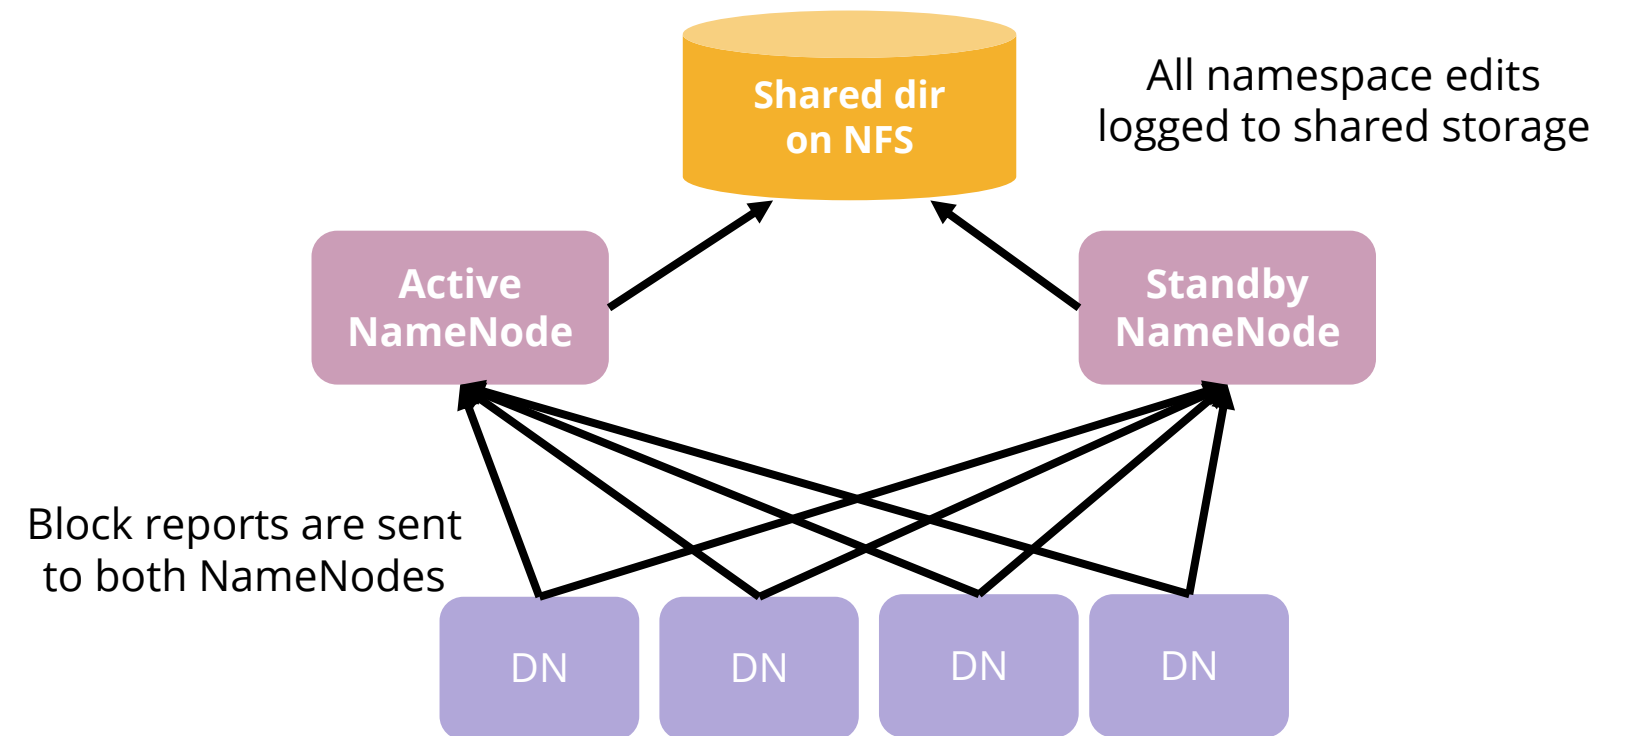 Shared dir
on NFS
All namespace edits
logged to shared storage
Active
NameNode
Standby
NameNode
Block reports are sent
to both NameNodes
DN
DN
DN
DN